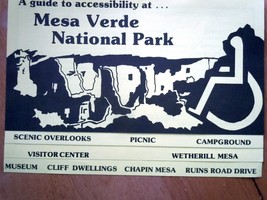 A guide to accessibility at . . .
Mesa Verde
National Park
SCENIC OVERLOOKS PICNIC CAMPGROUND
VISITOR CENTER WETHERILL MESA
MUSEUM CLIFF DWELLINGS CHAPIN MESA RUINS ROAD DRIVE